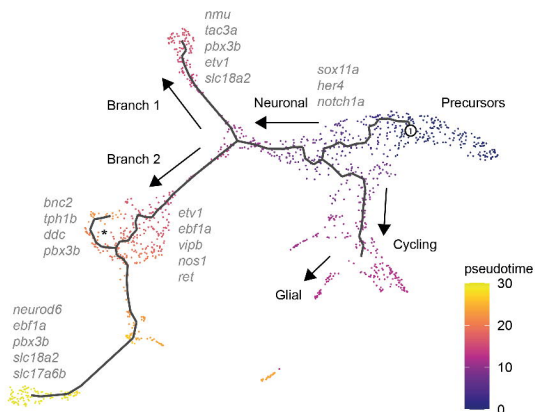 nmu
tac3a
pbx3b
etv1
slc18a2
Branch 1
sox11a
her4
notch1a
Neuronal
Precursors
1
Branch 2
bnc2
tph1b
ddc
pbx3b
*
etv1
ebf1a
vipb
nos1
ret
Cycling
Glial
neurod6
ebf1a
pbx3b
slc18a2
slc17a6b
pseudotime
30
20
10
0